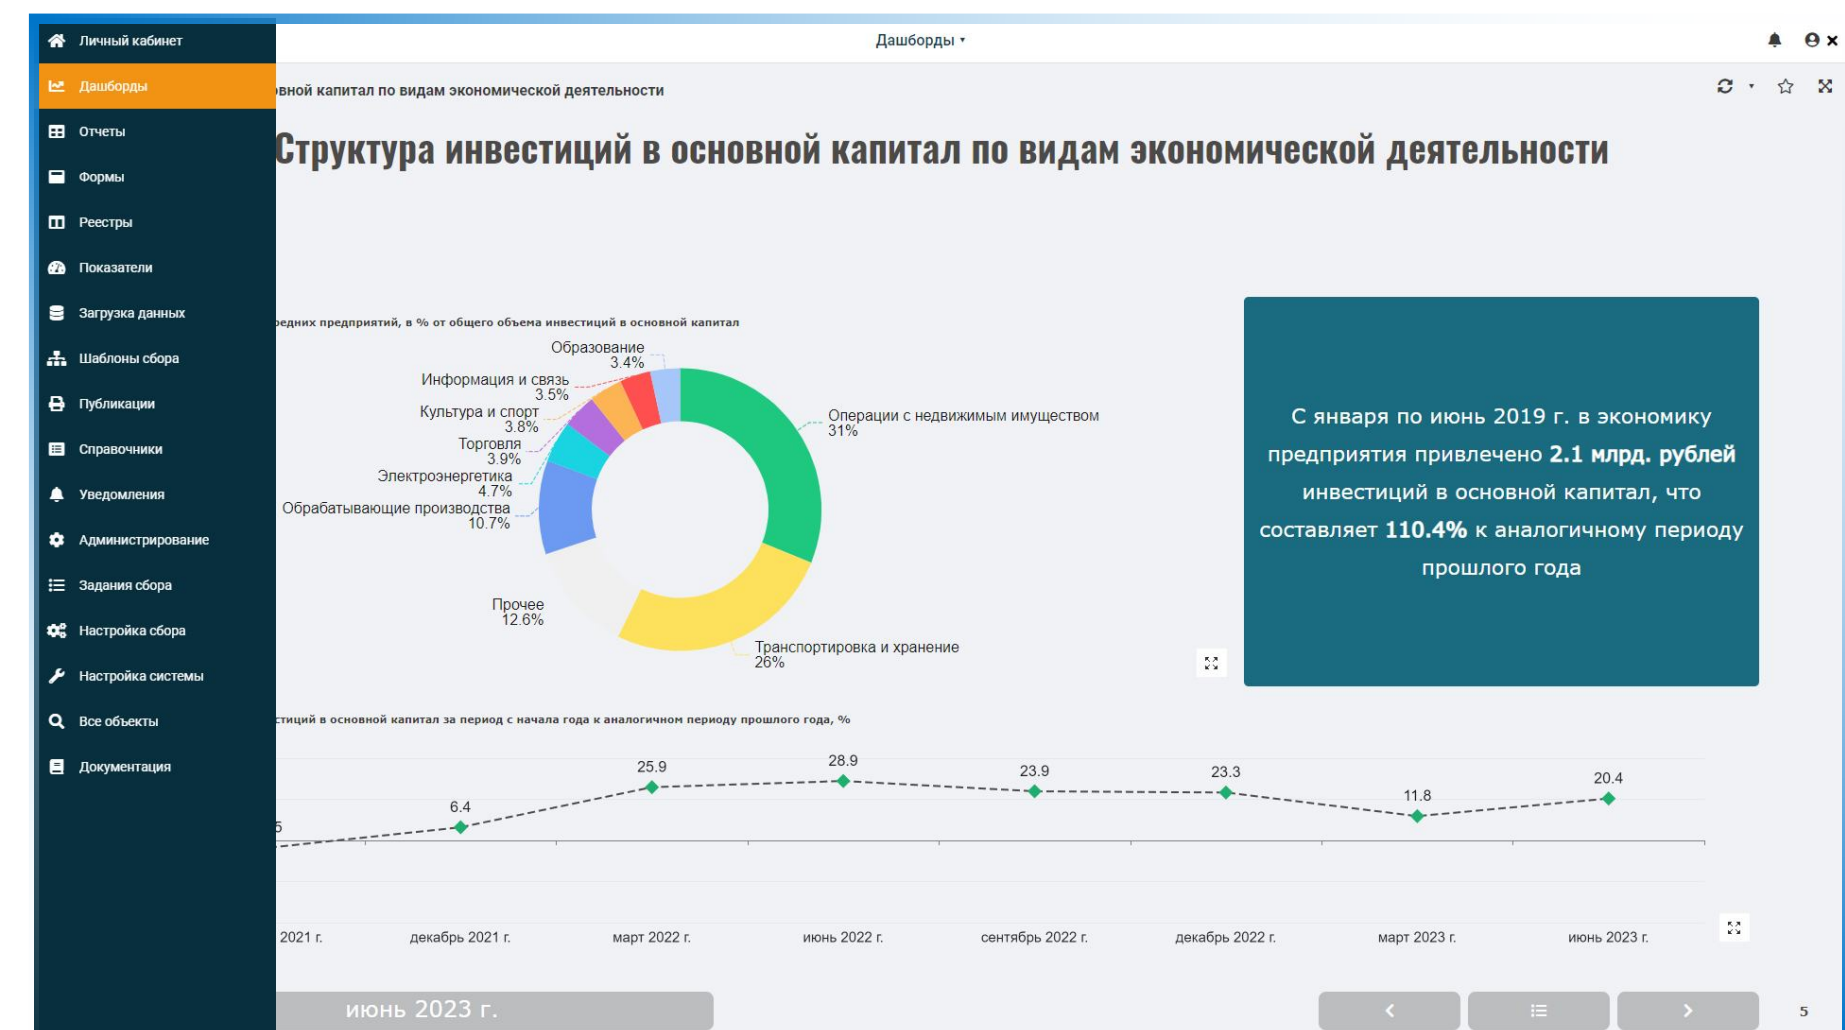 Личный кабинет
Дашборды
Отчеты
Формы
Реестры
Показатели
Загрузка данных
Шаблоны сбора
Публикации
Справочники
Уведомления
Администрирование
Задания сбора
Настройка сбора
Настройка системы
Все объекты
Документация
Дашборды
вной капитал по видам экономической деятельности
Структура инвестиций в основной капитал по видам экономической деятельности
едних предприятий, в % от общего объема инвестиций в основной капитал
Образование
3.4%
Информация и связь
3.5%
Культура и спорт
3.8%
Торговля
3.9%
Электроэнергетика
4.7%
Обрабатывающие производства
10.7%
Прочее
12.6%
Операции с недвижимым имуществом
31%
Транспортировка и хранение
26%
С января по июнь 2019 г. в экономику
предприятия привлечено 2.1 млрд. рублей
инвестиций в основной капитал, что
составляет 110.4% к аналогичному периоду
прошлого года
стиций в основной капитал за период с начала года к аналогичном периоду прошлого года, %
5
6.4
25.9
28.9
23.9
23.3
11.8
20.4
2021 г.
декабрь 2021 г.
март 2022 г.
июнь 2022 г.
сентябрь 2022 г.
декабрь 2022 г.
март 2023 г.
июнь 2023 г.
июнь 2023 г.
5